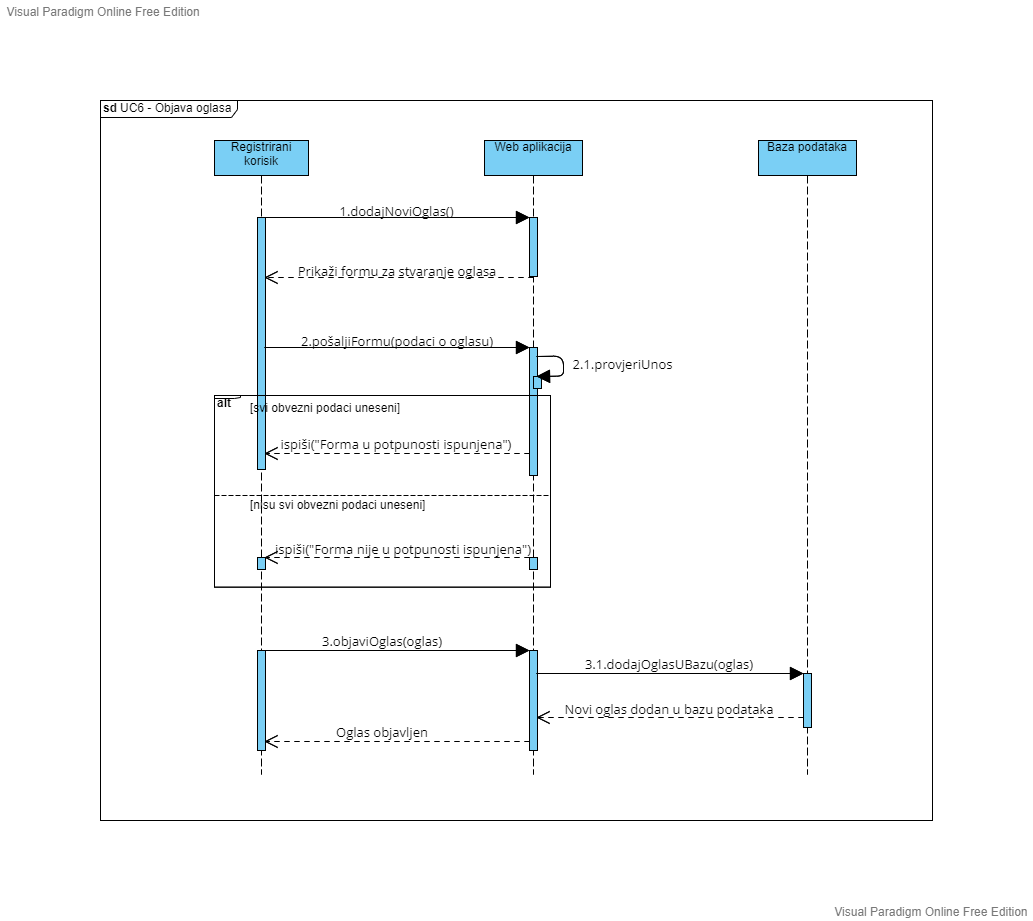 Visual Paradigm Online Free Edition
sd UC6 - Objava oglasa
Registrirani
korisik
Web aplikacija
Baza podataka
1.dodajNoviOglas()
Prikaži formu za stvaranje oglasa
2.pošaljiFormu(podaci o oglasu)
2.1.provjeriUnos
alt
[svi obvezni podaci uneseni]
ispiši("Forma u potpunosti ispunjena")
[nisu svi obvezni podaci uneseni]
ispiši("Forma nije u potpunosti ispunjena")
3.objaviOglas(oglas)
3.1.dodajOglasUBazu(oglas)
Novi oglas dodan u bazu podataka
Oglas objavljen
Visual Paradigm Online Free Edition